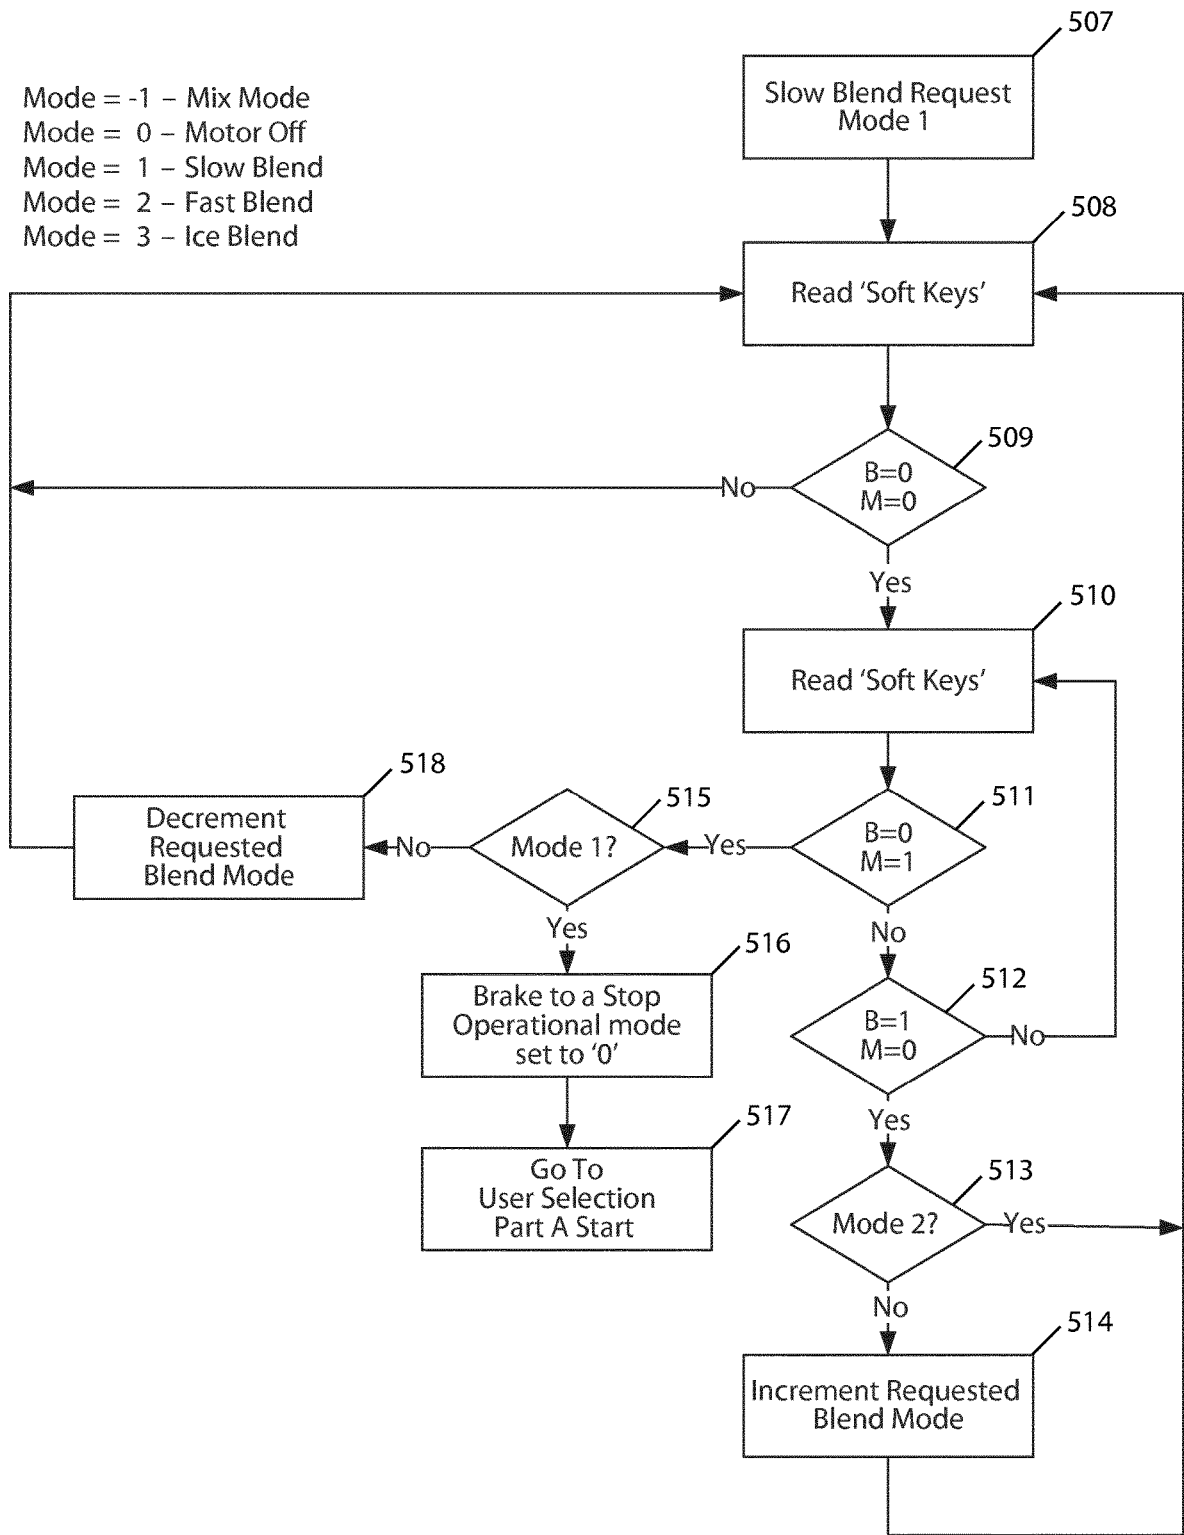 507
Slow Blend Request
Mode 1
Mode = -1 – Mix Mode
Mode = 0 – Motor Off
Mode = 1 – Slow Blend
Mode = 2 – Fast Blend
Mode = 3 – Ice Blend
508
Read ‘Soft Keys’
509
B=0
M=0
No
Yes
510
Read ‘Soft Keys’
511
B=0
M=1
Yes
515
Mode 1?
No
518
Decrement
Requested
Blend Mode
Yes
516
Brake to a Stop
Operational mode
set to ‘0’
517
Go To
User Selection
Part A Start
No
512
B=1
M=0
No
Yes
513
Mode 2?
Yes
No
514
Increment Requested
Blend Mode